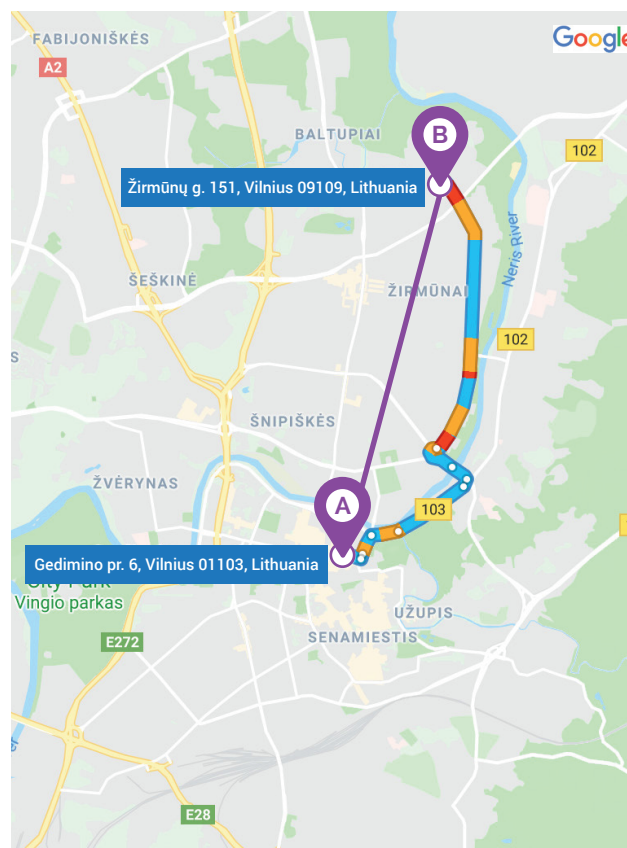 FABIJONIŠKĖS
Google
A2
BALTUPIAI
B
102
Žirmūnų g. 151, Vilnius 09109, Lithuania
Neris River
ŠEŠKINĖ
ŽIRMŪNAI
102
S
ŠNIPIŠKĖS
ŽVĖRYNAS
A
103
Gedimino pr. 6, Vilnius 01103, Lithuania
City Park
Vingio parkas
UŽUPIS
SENAMIESTIS
E272
E28